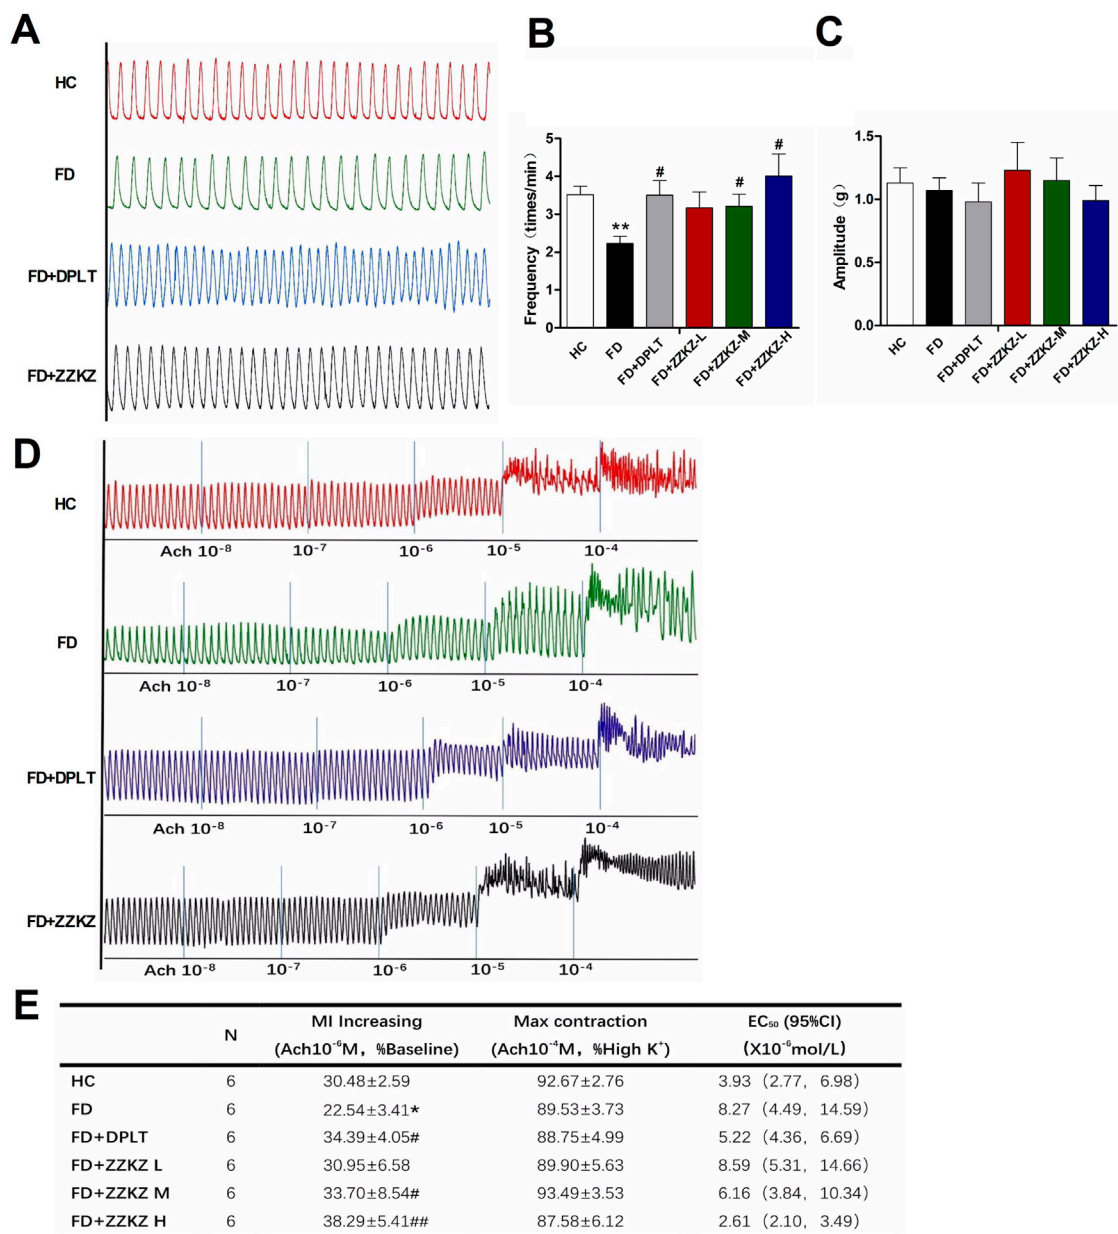 A
HC
FD
FD+DPLT
FD+ZZKZ
B
Frequency（times/min）
5
4
3
2
1
0
**
#
#
#
HC
FD
FD+DPLT
FD+ZZKZ-L
FD+ZZKZ-M
FD+ZZKZ-H
C
Amplitude（g）
1.5
1.0
0.5
0.0
HC
FD
FD+DPLT
FD+ZZKZ-L
FD+ZZKZ-M
FD+ZZKZ-H
D
HC
Ach 10⁻⁸ 10⁻⁷ 10⁻⁶ 10⁻⁵ 10⁻⁴
FD
Ach 10⁻⁸ 10⁻⁷ 10⁻⁶ 10⁻⁵ 10⁻⁴
FD+DPLT
Ach 10⁻⁸ 10⁻⁷ 10⁻⁶ 10⁻⁵ 10⁻⁴
FD+ZZKZ
Ach 10⁻⁸ 10⁻⁷ 10⁻⁶ 10⁻⁵ 10⁻⁴
E
N MI Increasing Max contraction EC₅₀ (95%CI)
(Ach10⁻⁶M, %Baseline) (Ach10⁻⁴M, %High K⁺) (X10⁻⁶mol/L)
HC 6 30.48±2.59 92.67±2.76 3.93 (2.77, 6.98)
FD 6 22.54±3.41* 89.53±3.73 8.27 (4.49, 14.59)
FD+DPLT 6 34.39±4.05# 88.75±4.99 5.22 (4.36, 6.69)
FD+ZZKZ L 6 30.95±6.58 89.90±5.63 8.59 (5.31, 14.66)
FD+ZZKZ M 6 33.70±8.54# 93.49±3.53 6.16 (3.84, 10.34)
FD+ZZKZ H 6 38.29±5.41## 87.58±6.12 2.61 (2.10, 3.49)